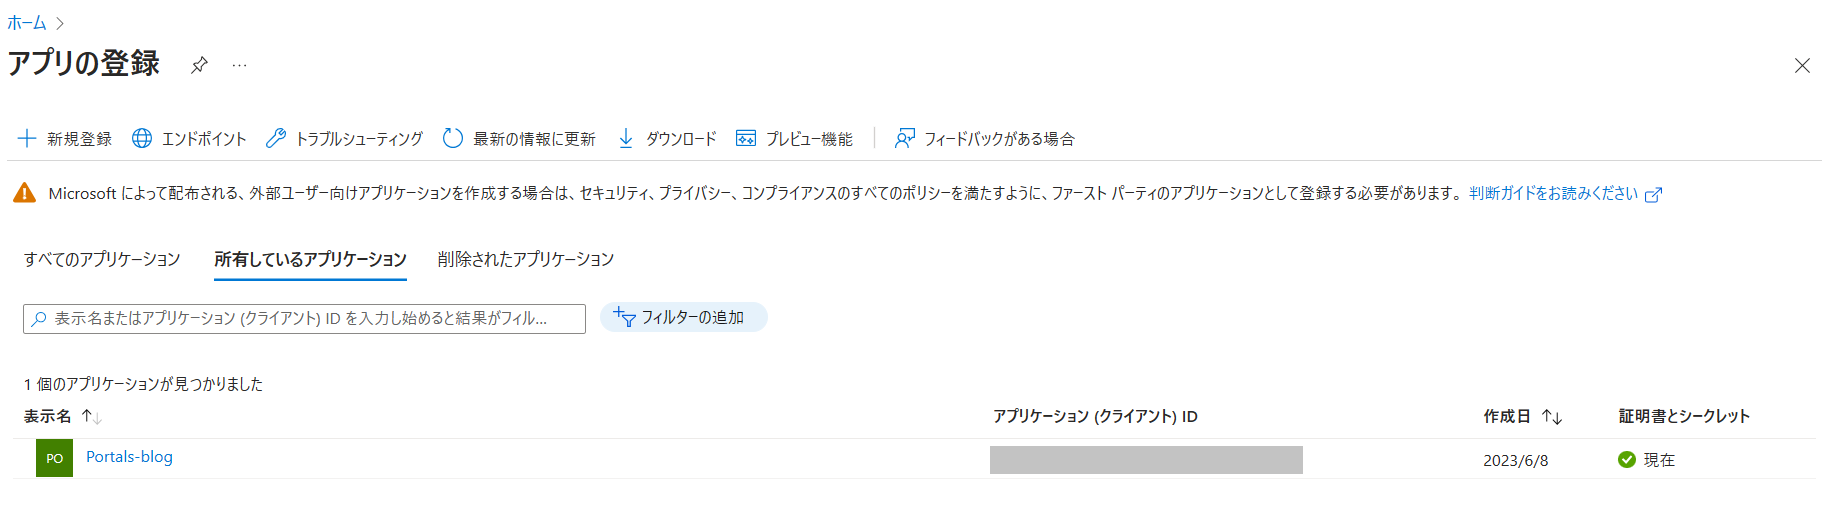 ホーム
アプリの登録
新規登録 エンドポイント トラブルシューティング 最新の情報に更新 ダウンロード プレビュー機能 フィードバックがある場合
Microsoft によって配布される、外部ユーザー向けアプリケーションを作成する場合は、セキュリティ、プライバシー、コンプライアンスのすべてのポリシーを満たすように、ファースト パーティのアプリケーションとして登録する必要があります。 判断ガイドをお読みください
すべてのアプリケーション 所有しているアプリケーション 削除されたアプリケーション
表示名またはアプリケーション (クライアント) ID を入力し始めると結果がフィル... フィルターの追加
1 個のアプリケーションが見つかりました
表示名 アプリケーション (クライアント) ID 作成日 証明書とシークレット
PO Portals-blog 2023/6/8 現在